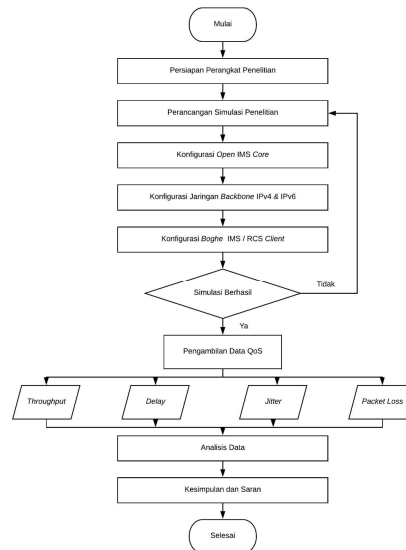 Mulai
Persiapan Perangkat Penelitian
Perancangan Simulasi Penelitian
Konfigurasi Open IMS Core
Konfigurasi Jaringan Backbone IPv4 & IPv6
Konfigurasi Boghe IMS / RCS Client
Simulasi Berhasil
Tidak
Ya
Pengambilan Data QoS
Throughput
Delay
Jitter
Packet Loss
Analisis Data
Kesimpulan dan Saran
Selesai